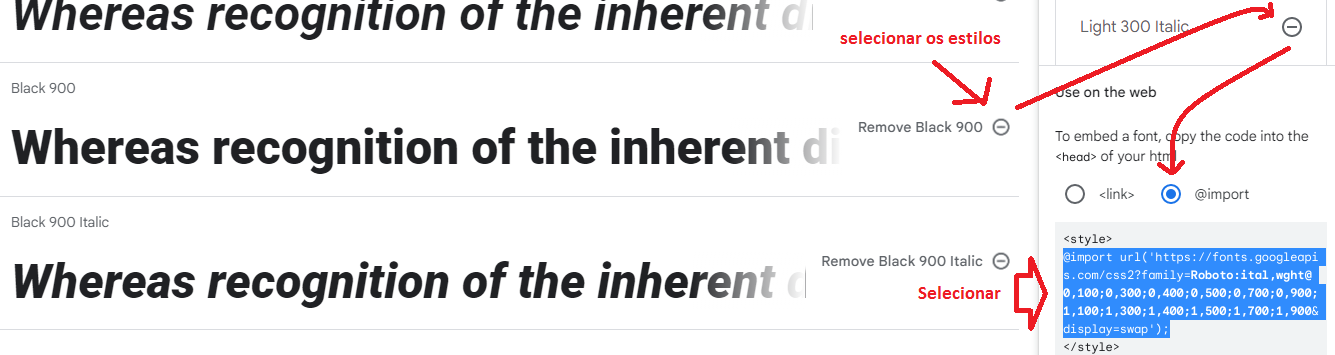 Whereas recognition of the inherent di
selecionar os estilos
Black 900
Remove Black 900
Whereas recognition of the inherent di
Black 900 Italic
Remove Black 900 Italic
Whereas recognition of the inherent d
Selecionar
Light 300 Italic
Use on the web
To embed a font, copy the code into the
<head> of your html
<link>
@import
<style>
@import url('https://fonts.googleapi
s.com/css2?family=Roboto:ital,wght@
0,100;0,300;0,400;0,500;0,700;0,900;
1,100;1,300;1,400;1,500;1,700;1,900&
display=swap');
</style>